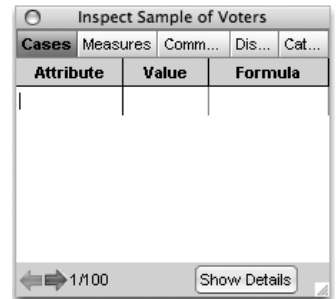 Inspect Sample of Voters
Cases Measures Comm... Dis... Cat...
Attribute Value Formula
1/100 Show Details